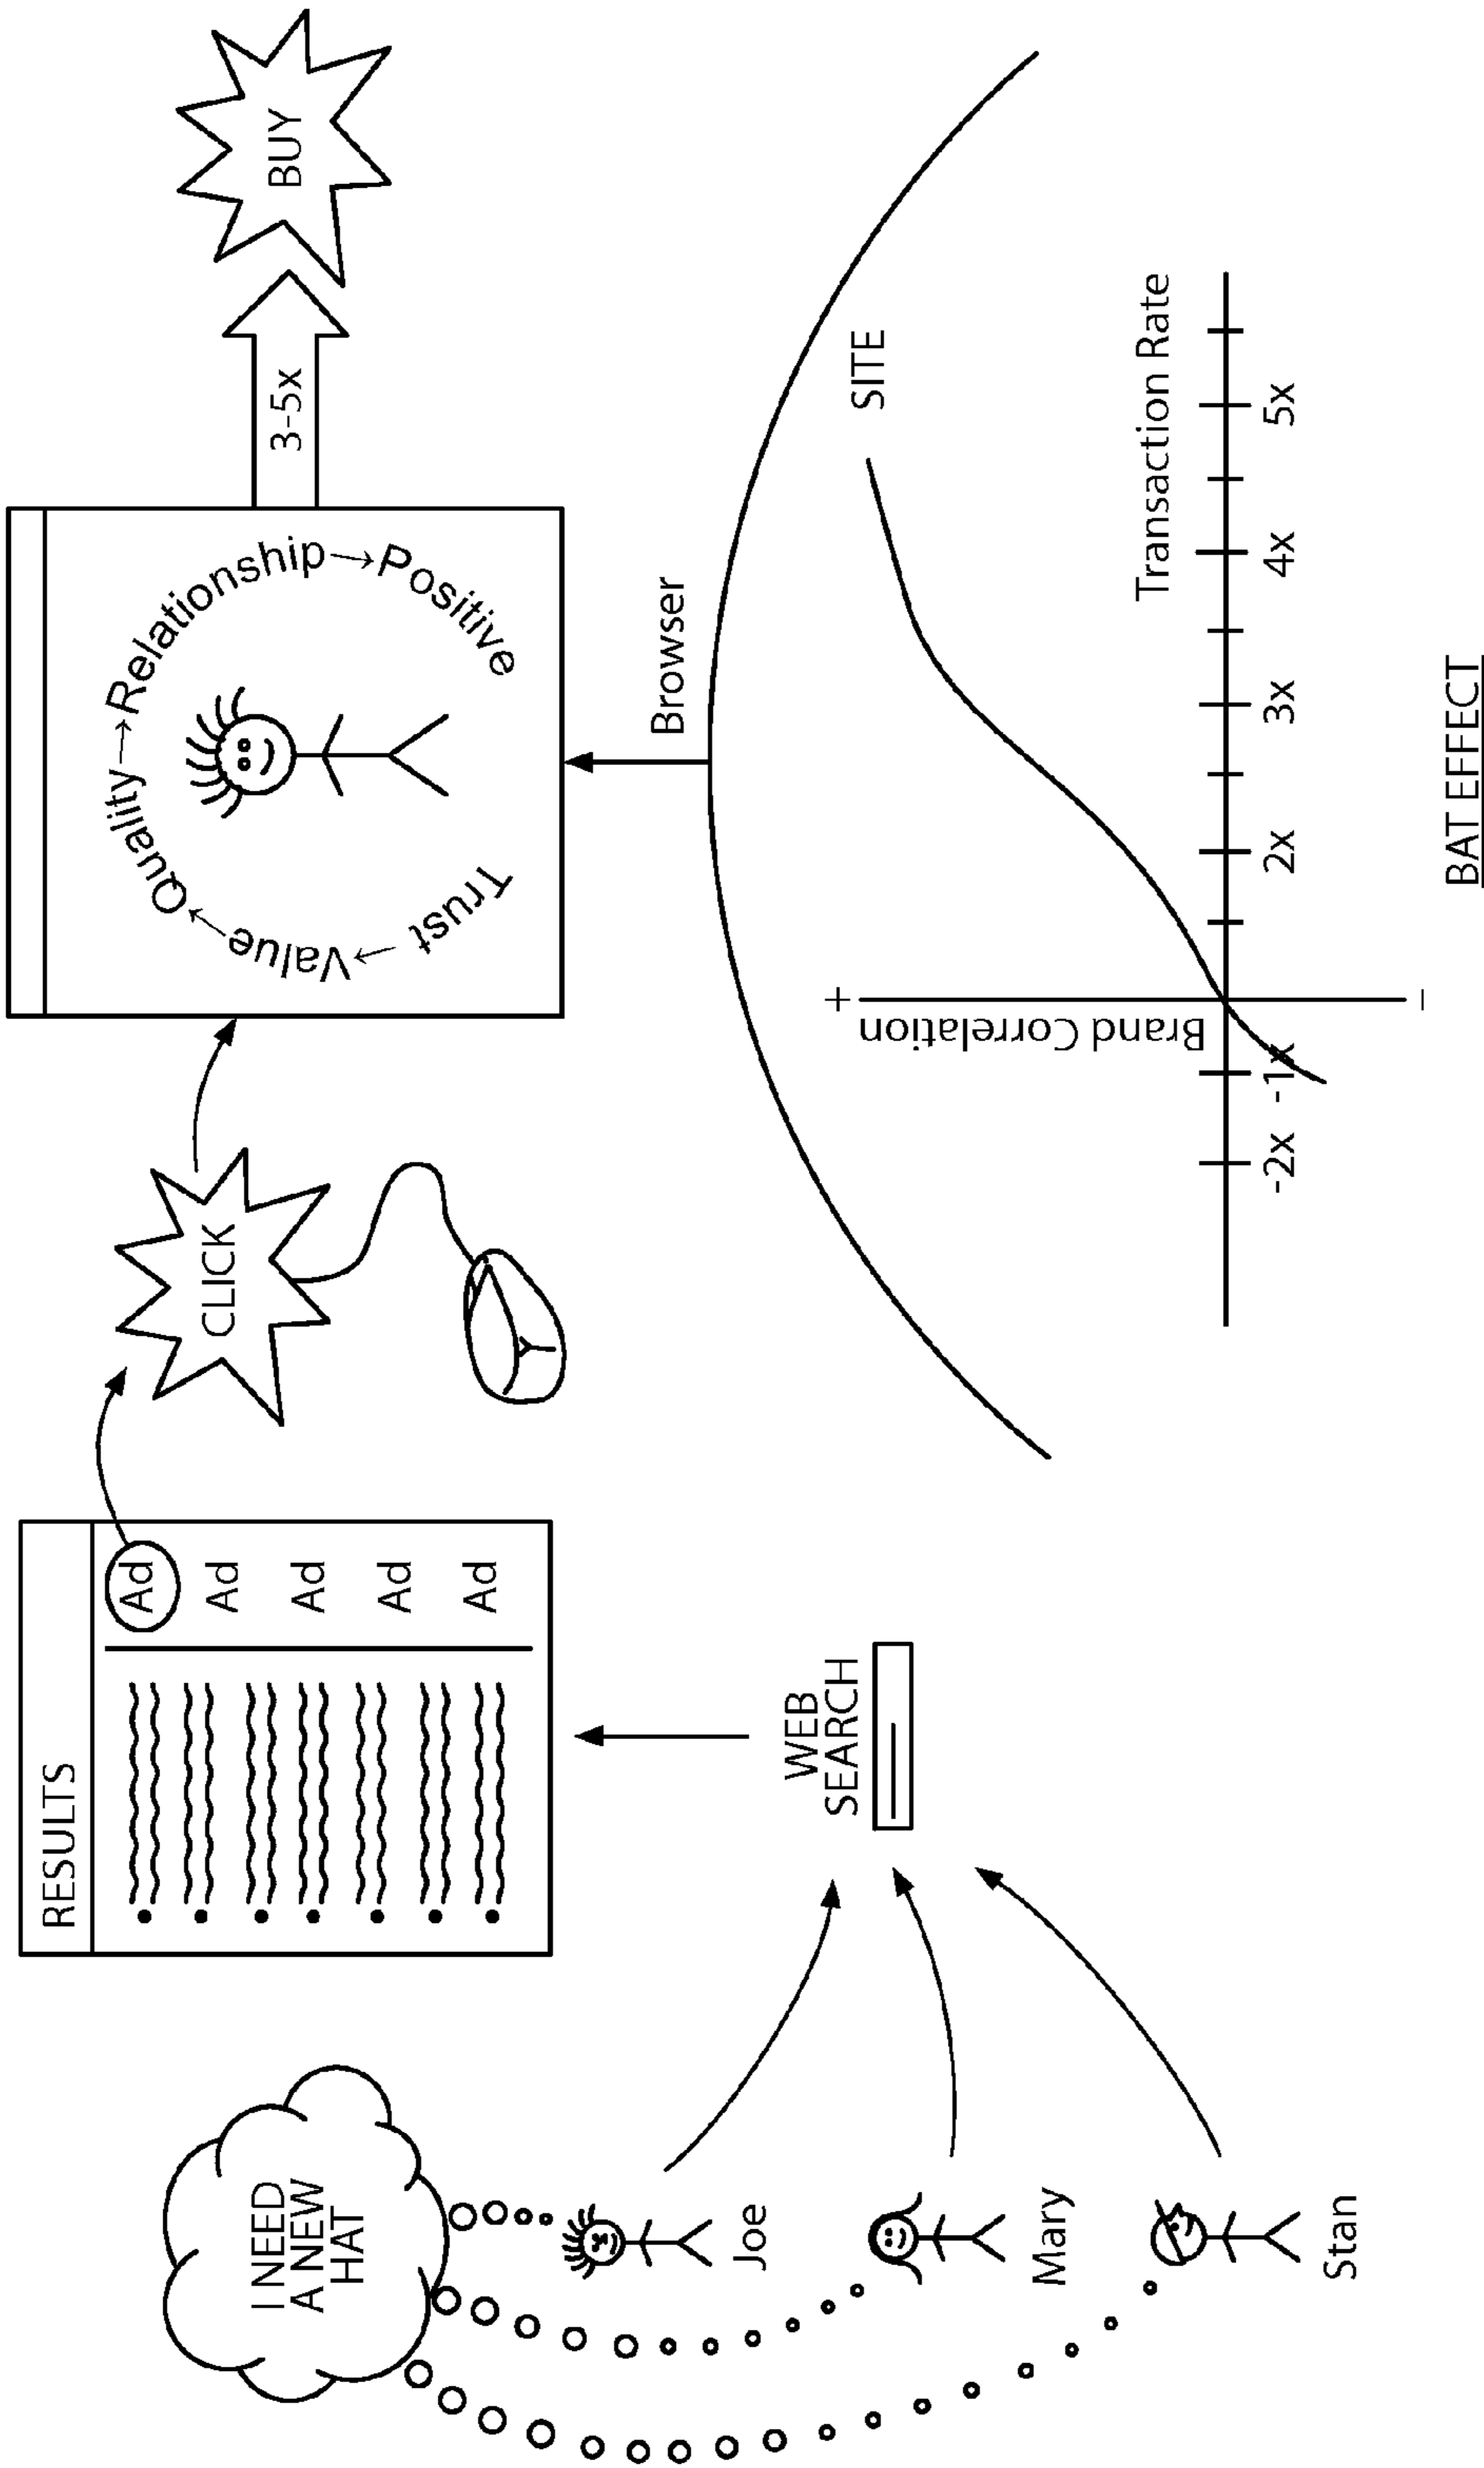 I NEED
A NEW
HAT
Joe
Mary
Stan
WEB
SEARCH
RESULTS
Ad
Ad
Ad
Ad
Ad
CLICK
Trust → Value → Quality → Relationship → Positive
3-5x
BUY
Browser
SITE
+
Brand Correlation
-
Transaction Rate
-2x -1x 2x 3x 4x 5x
BAT EFFECT